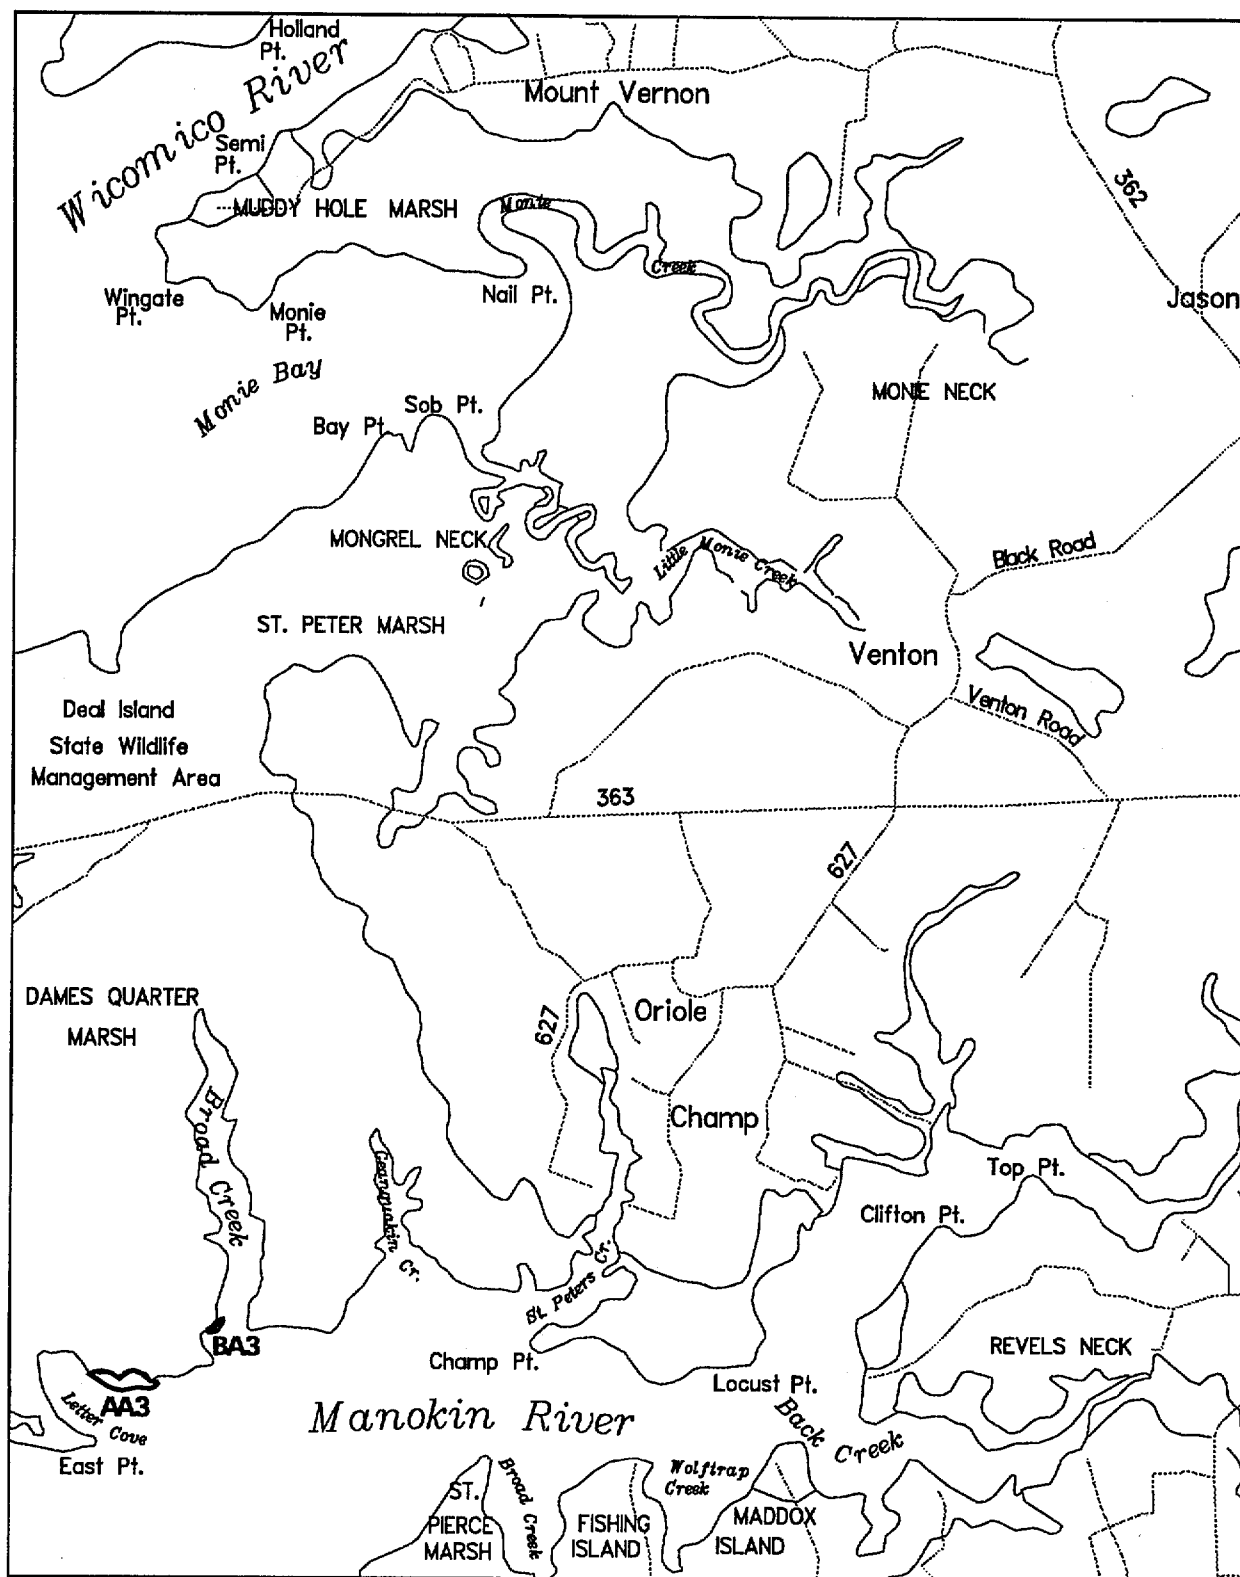 Holland
Pt.
Wicomico River
Mount Vernon
Semi
Pt.
362
MUDDY HOLE MARSH
Monie
Creek
Wingate
Pt.
Monie
Pt.
Nail Pt.
Jason
Monie Bay
Sob Pt.
Bay Pt.
MONIE NECK
MONGREL NECK
Little Monie Creek
Black Road
ST. PETER MARSH
Venton
Deal Island
State Wildlife
Management Area
Venton Road
363
627
DAMES QUARTER
MARSH
627
Oriole
Broad Creek
Champ
Geanquakin Cr.
Top Pt.
Clifton Pt.
St. Peters Cr.
BA3
Champ Pt.
REVELS NECK
Locust Pt.
AA3
Letter
Cove
Manokin River
Back Creek
East Pt.
Broad Creek
Wolftrap
Creek
ST.
PIERCE
MARSH
FISHING
ISLAND
MADDOX
ISLAND